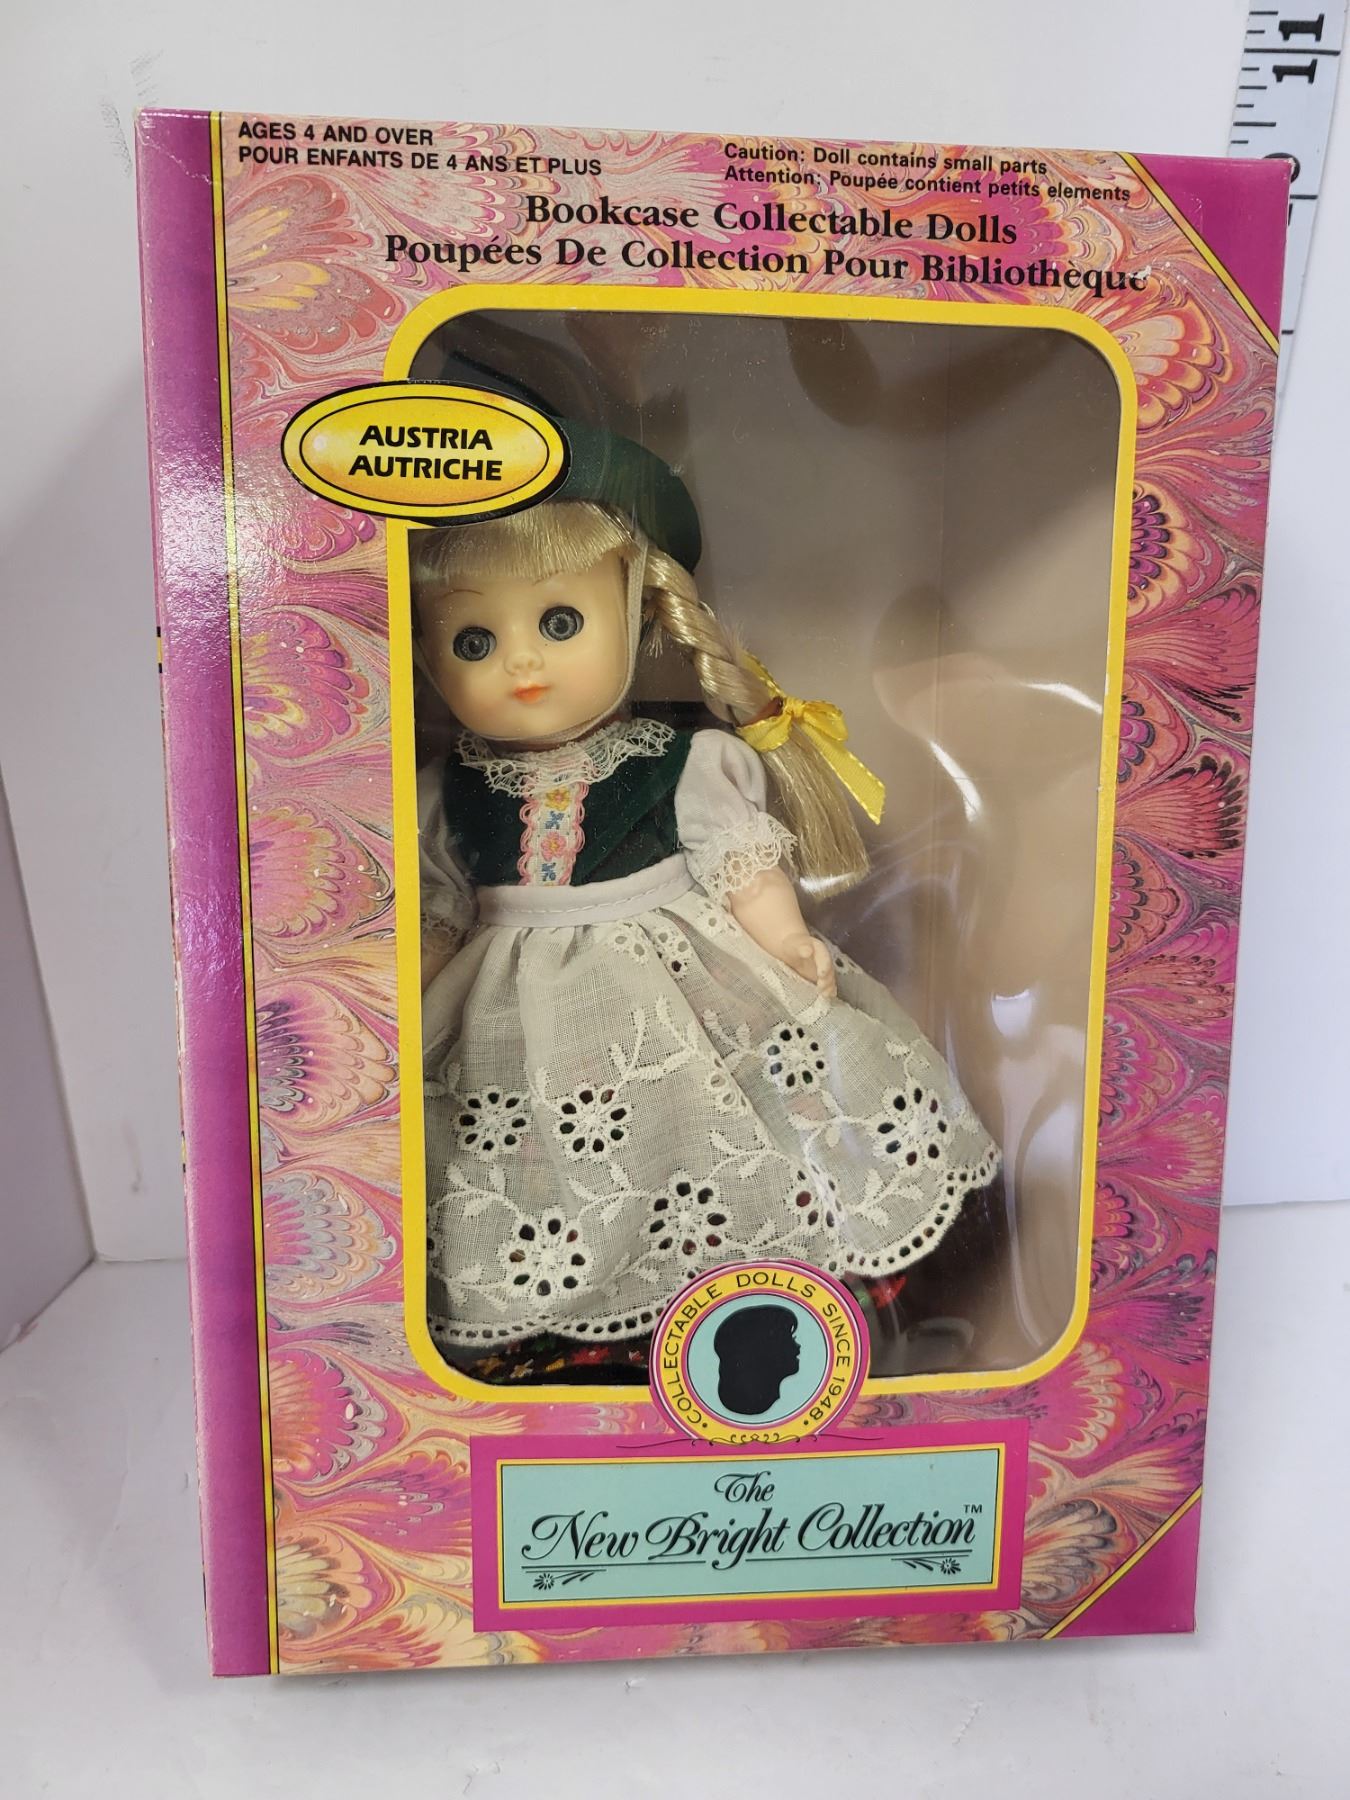 AGES 4 AND OVER
POUR ENFANTS DE 4 ANS ET PLUS
Caution: Doll contains small parts
Attention: Poupée contient petits elements
Bookcase Collectable Dolls
Poupées De Collection Pour Bibliothèque
AUSTRIA
AUTRICHE
• COLLECTABLE DOLLS SINCE 1948 •
The
New Bright Collection™
11